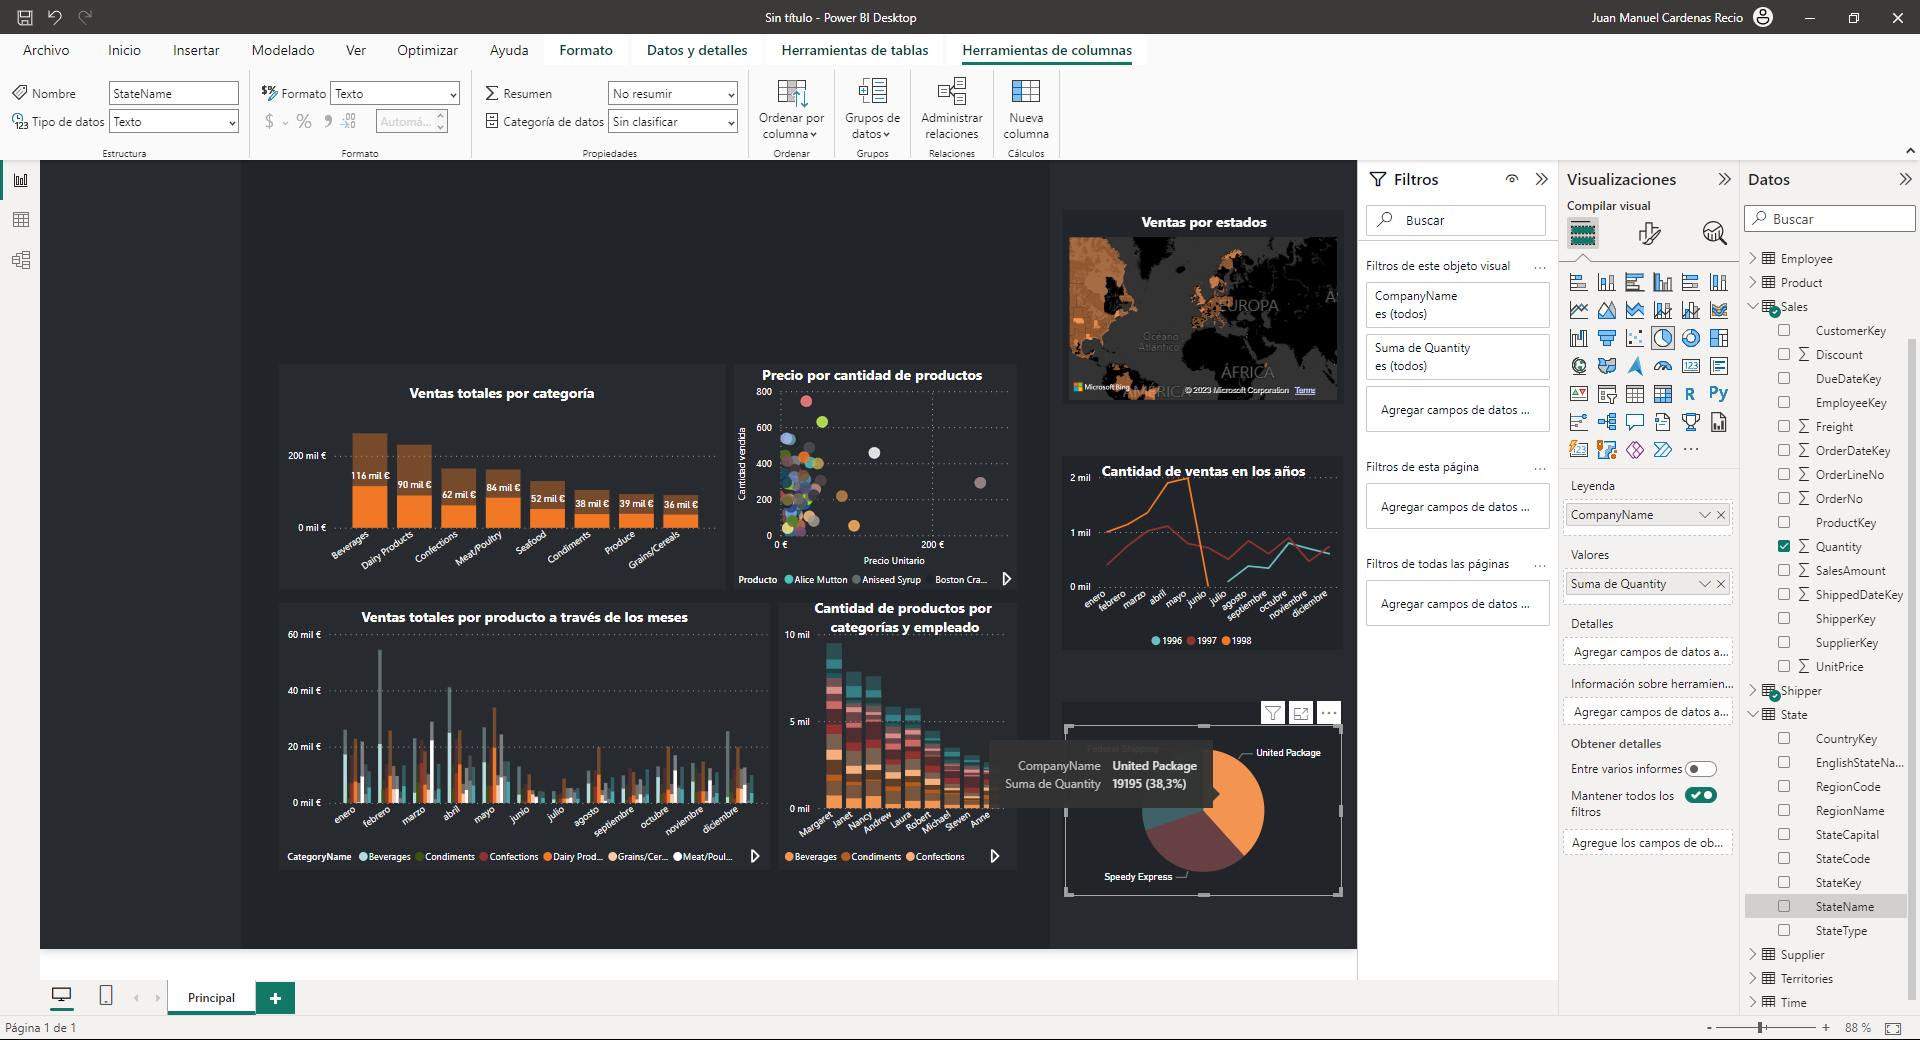 Sin título - Power BI Desktop
Juan Manuel Cardenas Recio
Archivo
Inicio
Insertar
Modelado
Ver
Optimizar
Ayuda
Formato
Datos y detalles
Herramientas de tablas
Herramientas de columnas
Nombre
StateName
Tipo de datos
Texto
Estructura
Formato
Texto
$
%
Automá...
Formato
Resumen
No resumir
Categoría de datos
Sin clasificar
Propiedades
Ordenar por
columna
Ordenar
Grupos de
datos
Grupos
Administrar
relaciones
Relaciones
Nueva
columna
Cálculos
Ventas totales por categoría
200 mil €
0 mil €
116 mil €
90 mil €
62 mil €
84 mil €
52 mil €
38 mil €
39 mil €
36 mil €
Beverages
Dairy Products
Confections
Meat/Poultry
Seafood
Condiments
Produce
Grains/Cereals
Precio por cantidad de productos
Cantidad vendida
800
600
400
200
0
0 €
200 €
Precio Unitario
Producto
Alice Mutton
Aniseed Syrup
Boston Cra...
Ventas totales por producto a través de los meses
60 mil €
40 mil €
20 mil €
0 mil €
enero
febrero
marzo
abril
mayo
junio
julio
agosto
septiembre
octubre
noviembre
diciembre
CategoryName
Beverages
Condiments
Confections
Dairy Prod...
Grains/Cer...
Meat/Poul...
Cantidad de productos por
categorías y empleado
10 mil
5 mil
0 mil
Margaret
Janet
Nancy
Andrew
Laura
Robert
Michael
Steven
Anne
Beverages
Condiments
Confections
Ventas por estados
EUROPA
Océano
Atlántico
ÁFRICA
AMÉRICA
Microsoft Bing
© 2023 Microsoft Corporation
Terms
Cantidad de ventas en los años
2 mil
1 mil
0 mil
enero
febrero
marzo
abril
mayo
junio
julio
agosto
septiembre
octubre
noviembre
diciembre
1996
1997
1998
Federal Shipping
CompanyName United Package
Suma de Quantity 19195 (38,3%)
United Package
Speedy Express
Filtros
Buscar
Filtros de este objeto visual
CompanyName
es (todos)
Suma de Quantity
es (todos)
Agregar campos de datos ...
Filtros de esta página
Agregar campos de datos ...
Filtros de todas las páginas
Agregar campos de datos ...
Visualizaciones
Compilar visual
123
R
Py
Leyenda
CompanyName
Valores
Suma de Quantity
Detalles
Agregar campos de datos a...
Información sobre herramien...
Agregar campos de datos a...
Obtener detalles
Entre varios informes
Mantener todos los
filtros
Agregue los campos de ob...
Datos
Buscar
Employee
Product
Sales
CustomerKey
Discount
DueDateKey
EmployeeKey
Freight
OrderDateKey
OrderLineNo
OrderNo
ProductKey
Quantity
SalesAmount
ShippedDateKey
ShipperKey
SupplierKey
UnitPrice
Shipper
State
CountryKey
EnglishStateNa...
RegionCode
RegionName
StateCapital
StateCode
StateKey
StateName
StateType
Supplier
Territories
Time
Principal
Página 1 de 1
- + 88 %